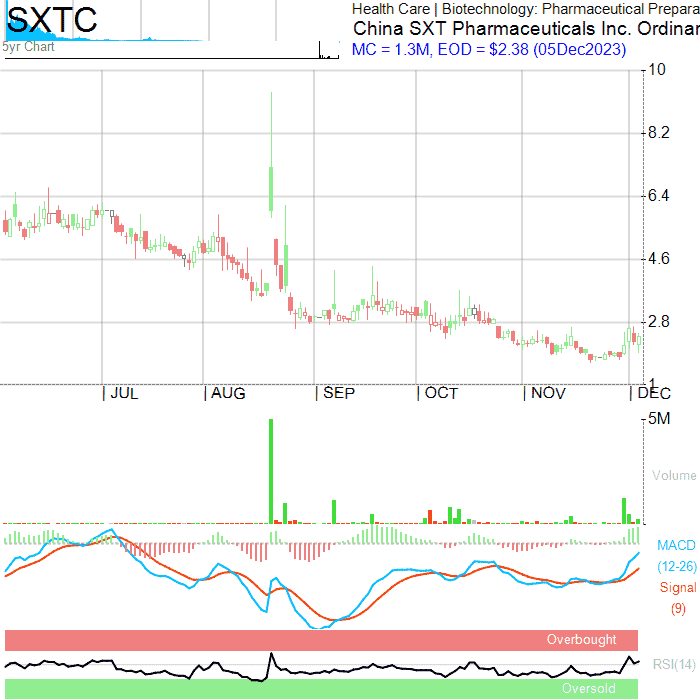 SXTC
5yr Chart
Health Care | Biotechnology: Pharmaceutical Prepara
China SXT Pharmaceuticals Inc. Ordinar
MC = 1.3M, EOD = $2.38 (05Dec2023)
10
8.2
6.4
4.6
2.8
1
| JUL | AUG | SEP | OCT | NOV | DEC
5M
Volume
MACD
(12-26)
Signal
(9)
Overbought
RSI(14)
Oversold